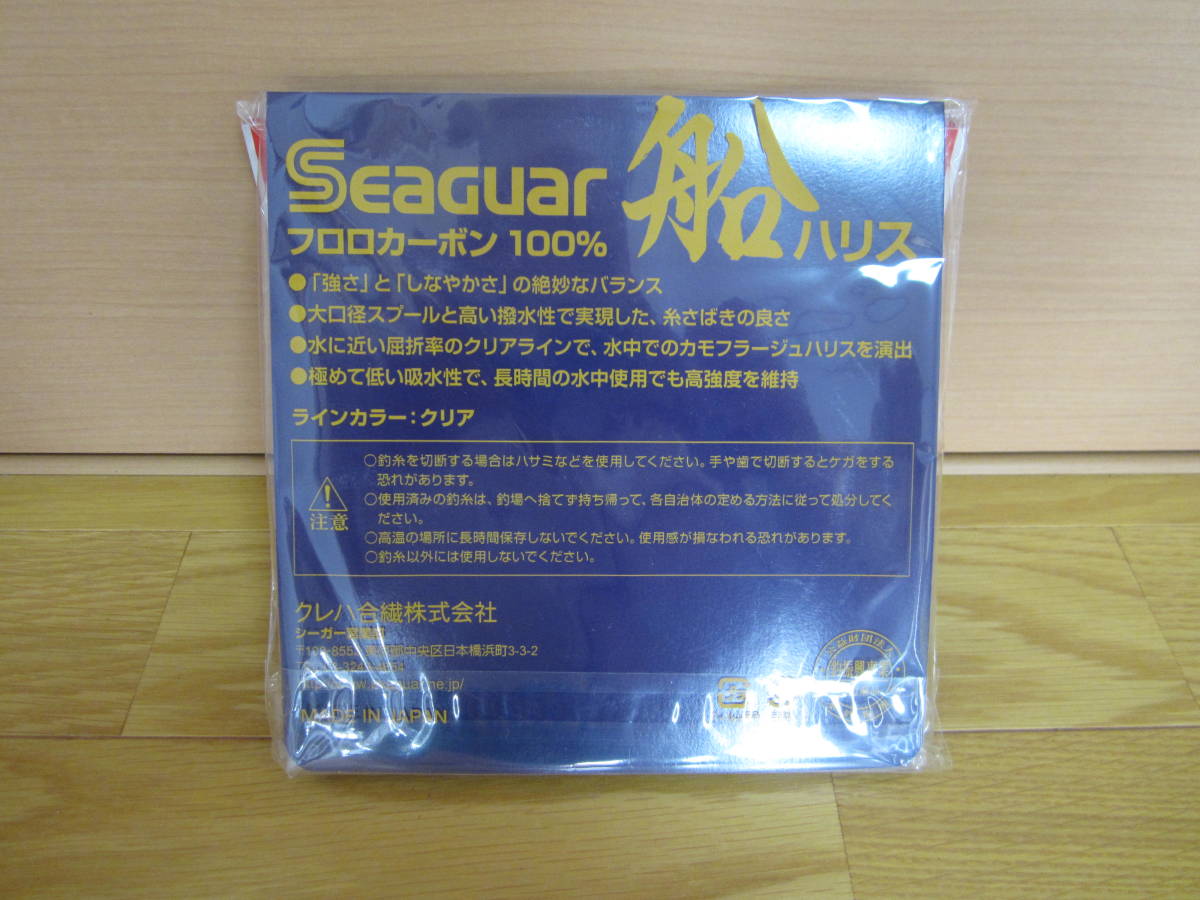 Seaguar 船ハリス
フロロカーボン 100%
●「強さ」と「しなやかさ」の絶妙なバランス
●大口径スプールと高い撥水性で実現した、糸さばきの良さ
●水に近い屈折率のクリアラインで、水中でのカモフラージュハリスを演出
●極めて低い吸水性で、長時間の水中使用でも高強度を維持
ラインカラー：クリア
注意
○釣糸を切断する場合はハサミなどを使用してください。手や歯で切断するとケガをする
恐れがあります。
○使用済みの釣糸は、釣場へ捨てず持ち帰って、各自治体の定める方法に従って処分してく
ださい。
○高温の場所に長時間保存しないでください。使用感が損なわれる恐れがあります。
○釣糸以外には使用しないでください。
クレハ合繊株式会社
シーガー
中央区日本橋浜町3-3-2
MADE IN JAPAN
公益財団法人